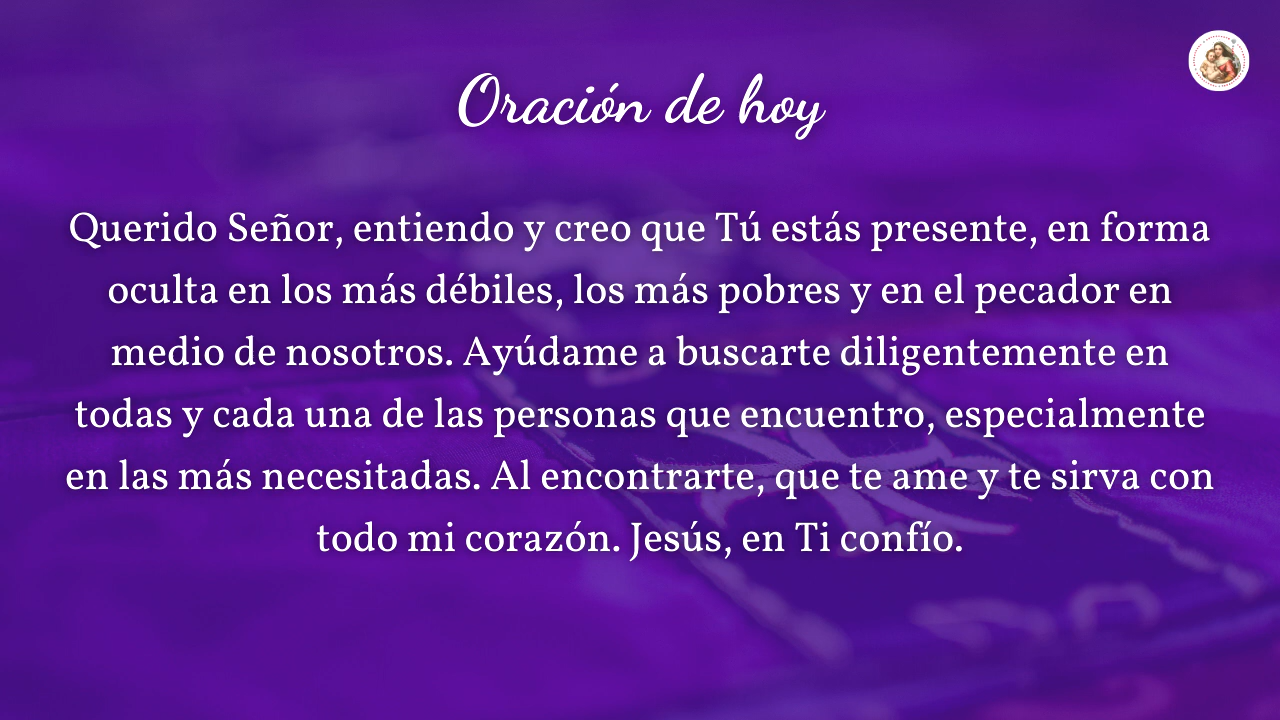 Oración de hoy
Querido Señor, entiendo y creo que Tú estás presente, en forma
oculta en los más débiles, los más pobres y en el pecador en
medio de nosotros. Ayúdame a buscarte diligentemente en
todas y cada una de las personas que encuentro, especialmente
en las más necesitadas. Al encontrarte, que te ame y te sirva con
todo mi corazón. Jesús, en Ti confío.